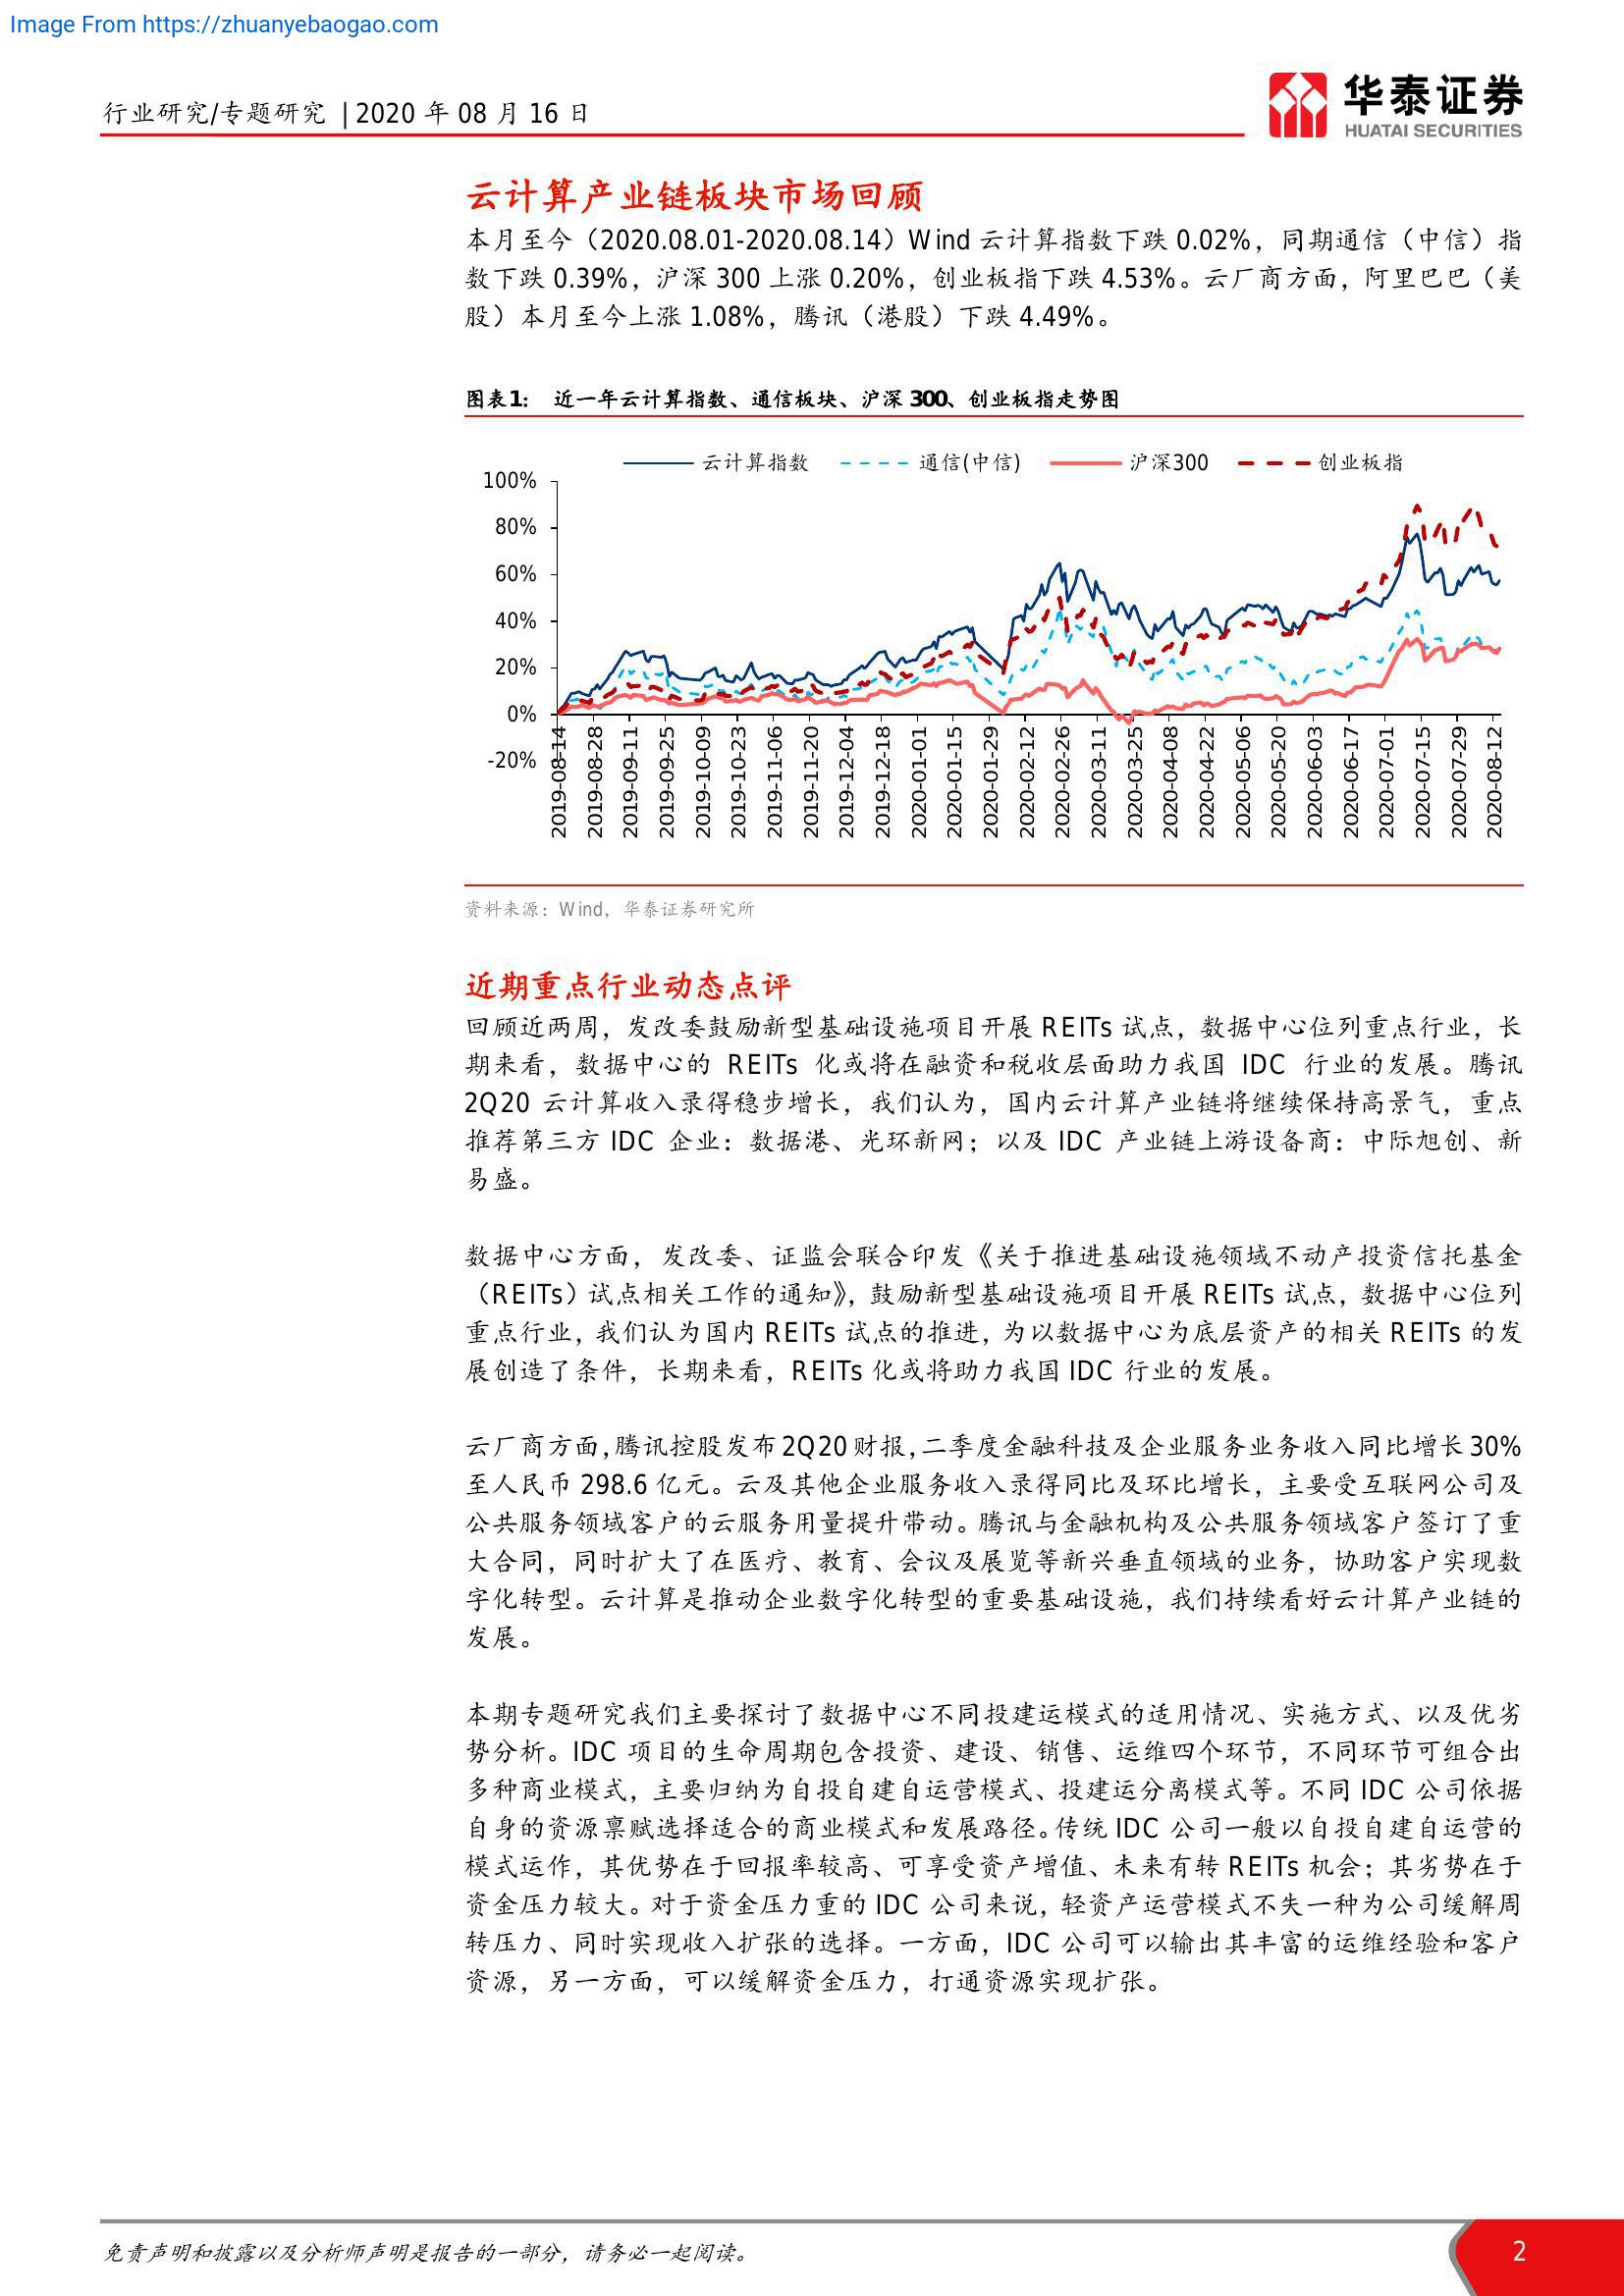 Image From https://zhuanyebaogao.com
行业研究/专题研究 | 2020 年 08 月 16 日
华泰证券
HUATAI SECURITIES
云计算产业链板块市场回顾
本月至今（2020.08.01-2020.08.14）Wind 云计算指数下跌 0.02%，同期通信（中信）指
数下跌 0.39%，沪深 300 上涨 0.20%，创业板指下跌 4.53%。云厂商方面，阿里巴巴（美
股）本月至今上涨 1.08%，腾讯（港股）下跌 4.49%。
图表1： 近一年云计算指数、通信板块、沪深 300、创业板指走势图
云计算指数 通信(中信) 沪深300 创业板指
100%
80%
60%
40%
20%
0%
-20%
2019-08-14
2019-08-28
2019-09-11
2019-09-25
2019-10-09
2019-10-23
2019-11-06
2019-11-20
2019-12-04
2019-12-18
2020-01-01
2020-01-15
2020-01-29
2020-02-12
2020-02-26
2020-03-11
2020-03-25
2020-04-08
2020-04-22
2020-05-06
2020-05-20
2020-06-03
2020-06-17
2020-07-01
2020-07-15
2020-07-29
2020-08-12
资料来源：Wind，华泰证券研究所
近期重点行业动态点评
回顾近两周，发改委鼓励新型基础设施项目开展 REITs 试点，数据中心位列重点行业，长
期来看，数据中心的 REITs 化或将在融资和税收层面助力我国 IDC 行业的发展。腾讯
2Q20 云计算收入录得稳步增长，我们认为，国内云计算产业链将继续保持高景气，重点
推荐第三方 IDC 企业：数据港、光环新网；以及 IDC 产业链上游设备商：中际旭创、新
易盛。
数据中心方面，发改委、证监会联合印发《关于推进基础设施领域不动产投资信托基金
（REITs）试点相关工作的通知》，鼓励新型基础设施项目开展 REITs 试点，数据中心位列
重点行业，我们认为国内 REITs 试点的推进，为以数据中心为底层资产的相关 REITs 的发
展创造了条件，长期来看，REITs 化或将助力我国 IDC 行业的发展。
云厂商方面，腾讯控股发布 2Q20 财报，二季度金融科技及企业服务业务收入同比增长 30%
至人民币 298.6 亿元。云及其他企业服务收入录得同比及环比增长，主要受互联网公司及
公共服务领域客户的云服务用量提升带动。腾讯与金融机构及公共服务领域客户签订了重
大合同，同时扩大了在医疗、教育、会议及展览等新兴垂直领域的业务，协助客户实现数
字化转型。云计算是推动企业数字化转型的重要基础设施，我们持续看好云计算产业链的
发展。
本期专题研究我们主要探讨了数据中心不同投建运模式的适用情况、实施方式、以及优劣
势分析。IDC 项目的生命周期包含投资、建设、销售、运维四个环节，不同环节可组合出
多种商业模式，主要归纳为自投自建自运营模式、投建运分离模式等。不同 IDC 公司依据
自身的资源禀赋选择适合的商业模式和发展路径。传统 IDC 公司一般以自投自建自运营的
模式运作，其优势在于回报率较高、可享受资产增值、未来有转 REITs 机会；其劣势在于
资金压力较大。对于资金压力重的 IDC 公司来说，轻资产运营模式不失一种为公司缓解周
转压力、同时实现收入扩张的选择。一方面，IDC 公司可以输出其丰富的运维经验和客户
资源，另一方面，可以缓解资金压力，打通资源实现扩张。
免责声明和披露以及分析师声明是报告的一部分，请务必一起阅读。
2